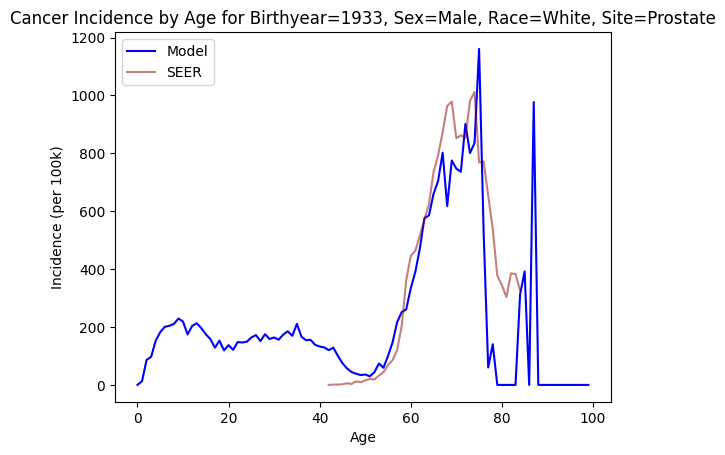 Cancer Incidence by Age for Birthyear=1933, Sex=Male, Race=White, Site=Prostate
Model
SEER
Incidence (per 100k)
1200
1000
800
600
400
200
0
0 20 40 60 80 100
Age